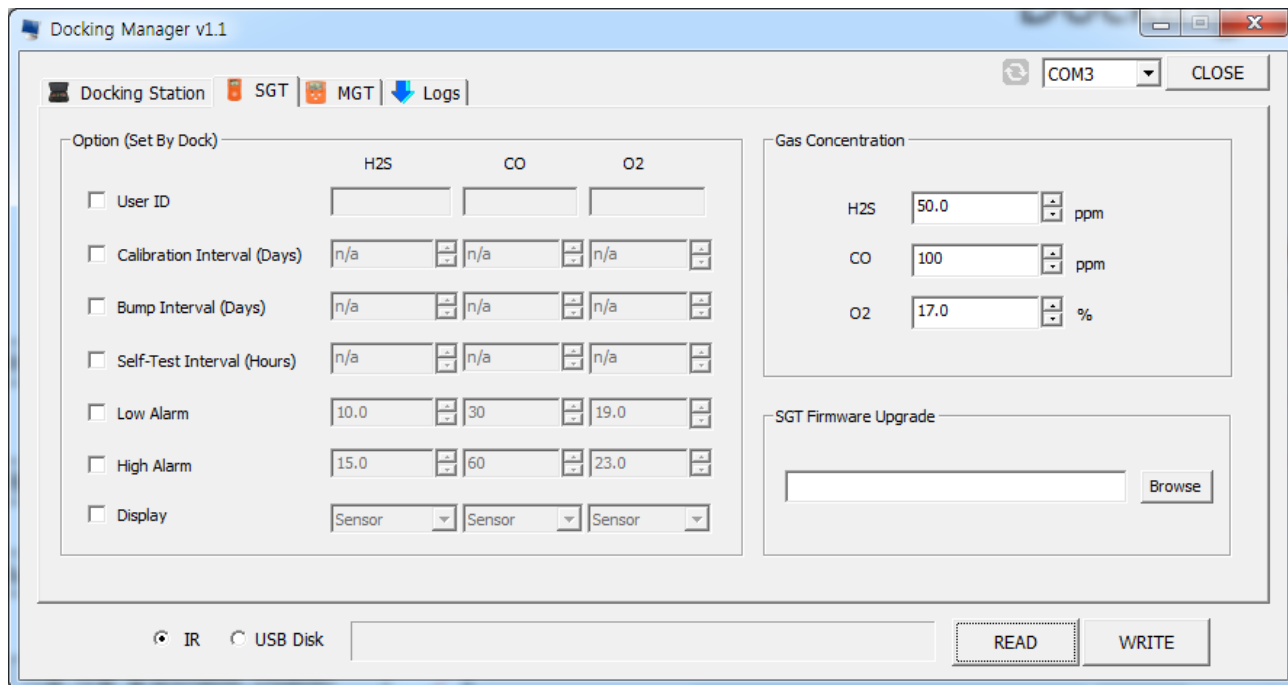 Docking Manager v1.1
COM3 CLOSE
Docking Station SGT MGT Logs
Option (Set By Dock)
H2S CO O2
User ID
Calibration Interval (Days) n/a n/a n/a
Bump Interval (Days) n/a n/a n/a
Self-Test Interval (Hours) n/a n/a n/a
Low Alarm 10.0 30 19.0
High Alarm 15.0 60 23.0
Display Sensor Sensor Sensor
Gas Concentration
H2S 50.0 ppm
CO 100 ppm
O2 17.0 %
SGT Firmware Upgrade
Browse
IR USB Disk READ WRITE